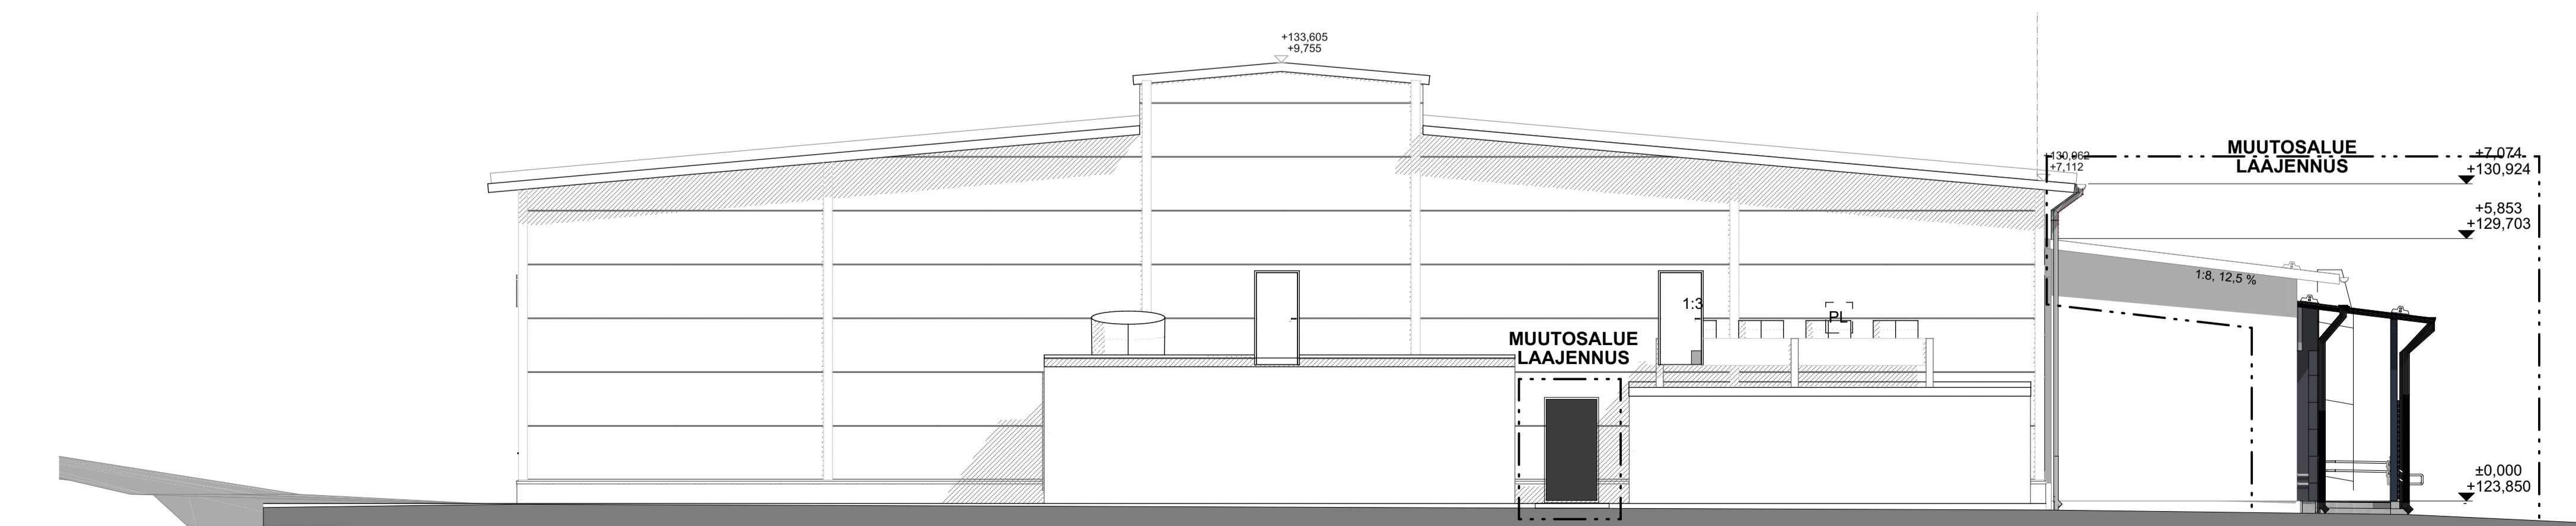 +133,605
+9,755
MUUTOSALUE
LAAJENNUS
+130,962
+7,112
+7,074
+130,924
+5,853
+129,703
1:8, 12,5 %
1:3
PL
MUUTOSALUE
LAAJENNUS
±0,000
+123,850